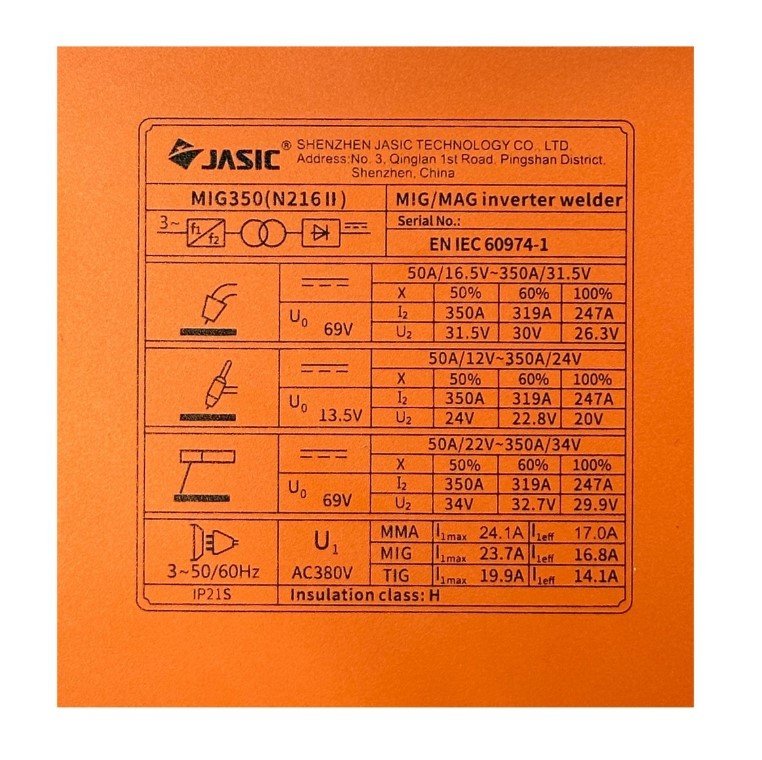 JASIC® SHENZHEN JASIC TECHNOLOGY CO., LTD.
Address:No. 3, Qinglan 1st Road, Pingshan District,
Shenzhen, China
MIG350(N216II) MIG/MAG inverter welder
3~ f1 f2 Serial No.:
EN IEC 60974-1
50A/16.5V~350A/31.5V
X 50% 60% 100%
U0 69V I2 350A 319A 247A
U2 31.5V 30V 26.3V
50A/12V~350A/24V
X 50% 60% 100%
U0 13.5V I2 350A 319A 247A
U2 24V 22.8V 20V
50A/22V~350A/34V
X 50% 60% 100%
U0 69V I2 350A 319A 247A
U2 34V 32.7V 29.9V
MMA I1max 24.1A I1eff 17.0A
U1 MIG I1max 23.7A I1eff 16.8A
3~50/60Hz AC380V TIG I1max 19.9A I1eff 14.1A
IP21S Insulation class: H